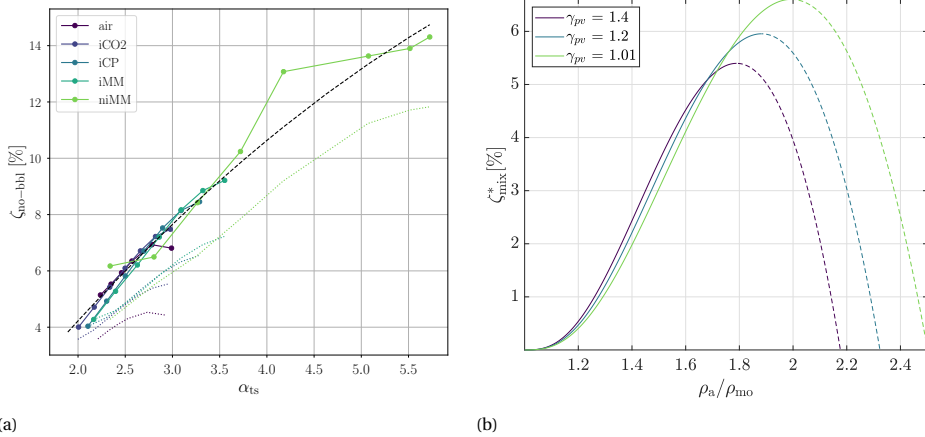 air
iCO2
iCP
iMM
niMM
14
12
10
8
6
4
ζno−bbl [%]
2.0 2.5 3.0 3.5 4.0 4.5 5.0 5.5
αts
(a)
γpv = 1.4
γpv = 1.2
γpv = 1.01
6
5
4
3
2
1
ζ*mix[%]
1.2 1.4 1.6 1.8 2 2.2 2.4
ρa/ρmo
(b)